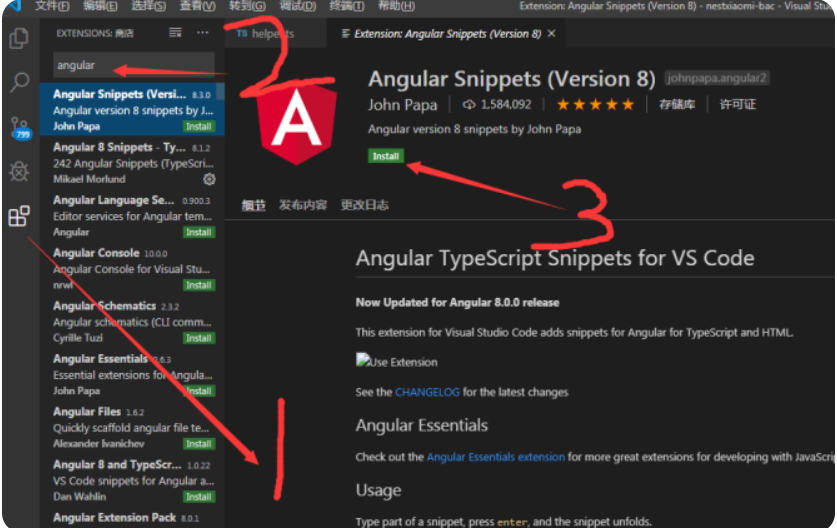 文件(F) 编辑(E) 选择(S) 查看(V) 转到(G) 调试(D) 终端(T) 帮助(H) Extension: Angular Snippets (Version 8) - nestxiaomi-bac - Visual Stu
EXTENSIONS: 商店 ···
TS helpe ts
Extension: Angular Snippets (Version 8) ×
angular
2
Angular Snippets (Versi... 8.3.0
Angular version 8 snippets by J...
John Papa Install
Angular 8 Snippets - Ty... 8.1.2
242 Angular Snippets (TypeScri...
Mikael Morlund
Angular Language Se... 0.900.3
Editor services for Angular tem...
Angular Install
Angular Console 10.0.0
Angular Console for Visual Stu...
nrwl Install
Angular Schematics 2.3.2
Angular schematics (CLI comm...
Cyrille Tuzi Install
Angular Essentials 0.6.3
Essential extensions for Angula...
John Papa Install
Angular Files 1.6.2
Quickly scaffold angular file te...
Alexander Ivanichev Install
Angular 8 and TypeScr... 1.0.22
VS Code snippets for Angular a...
Dan Wahlin Install
Angular Extension Pack 8.0.1
799
1
A
Angular Snippets (Version 8) johnpapa.angular2
John Papa 1,584,092 ★★★★★ 存储库 许可证
Angular version 8 snippets by John Papa
Install
3
细节 发布内容 更改日志
Angular TypeScript Snippets for VS Code
Now Updated for Angular 8.0.0 release
This extension for Visual Studio Code adds snippets for Angular for TypeScript and HTML.
Use Extension
See the CHANGELOG for the latest changes
Angular Essentials
Check out the Angular Essentials extension for more great extensions for developing with JavaScrip
Usage
Type part of a snippet, press enter, and the snippet unfolds.